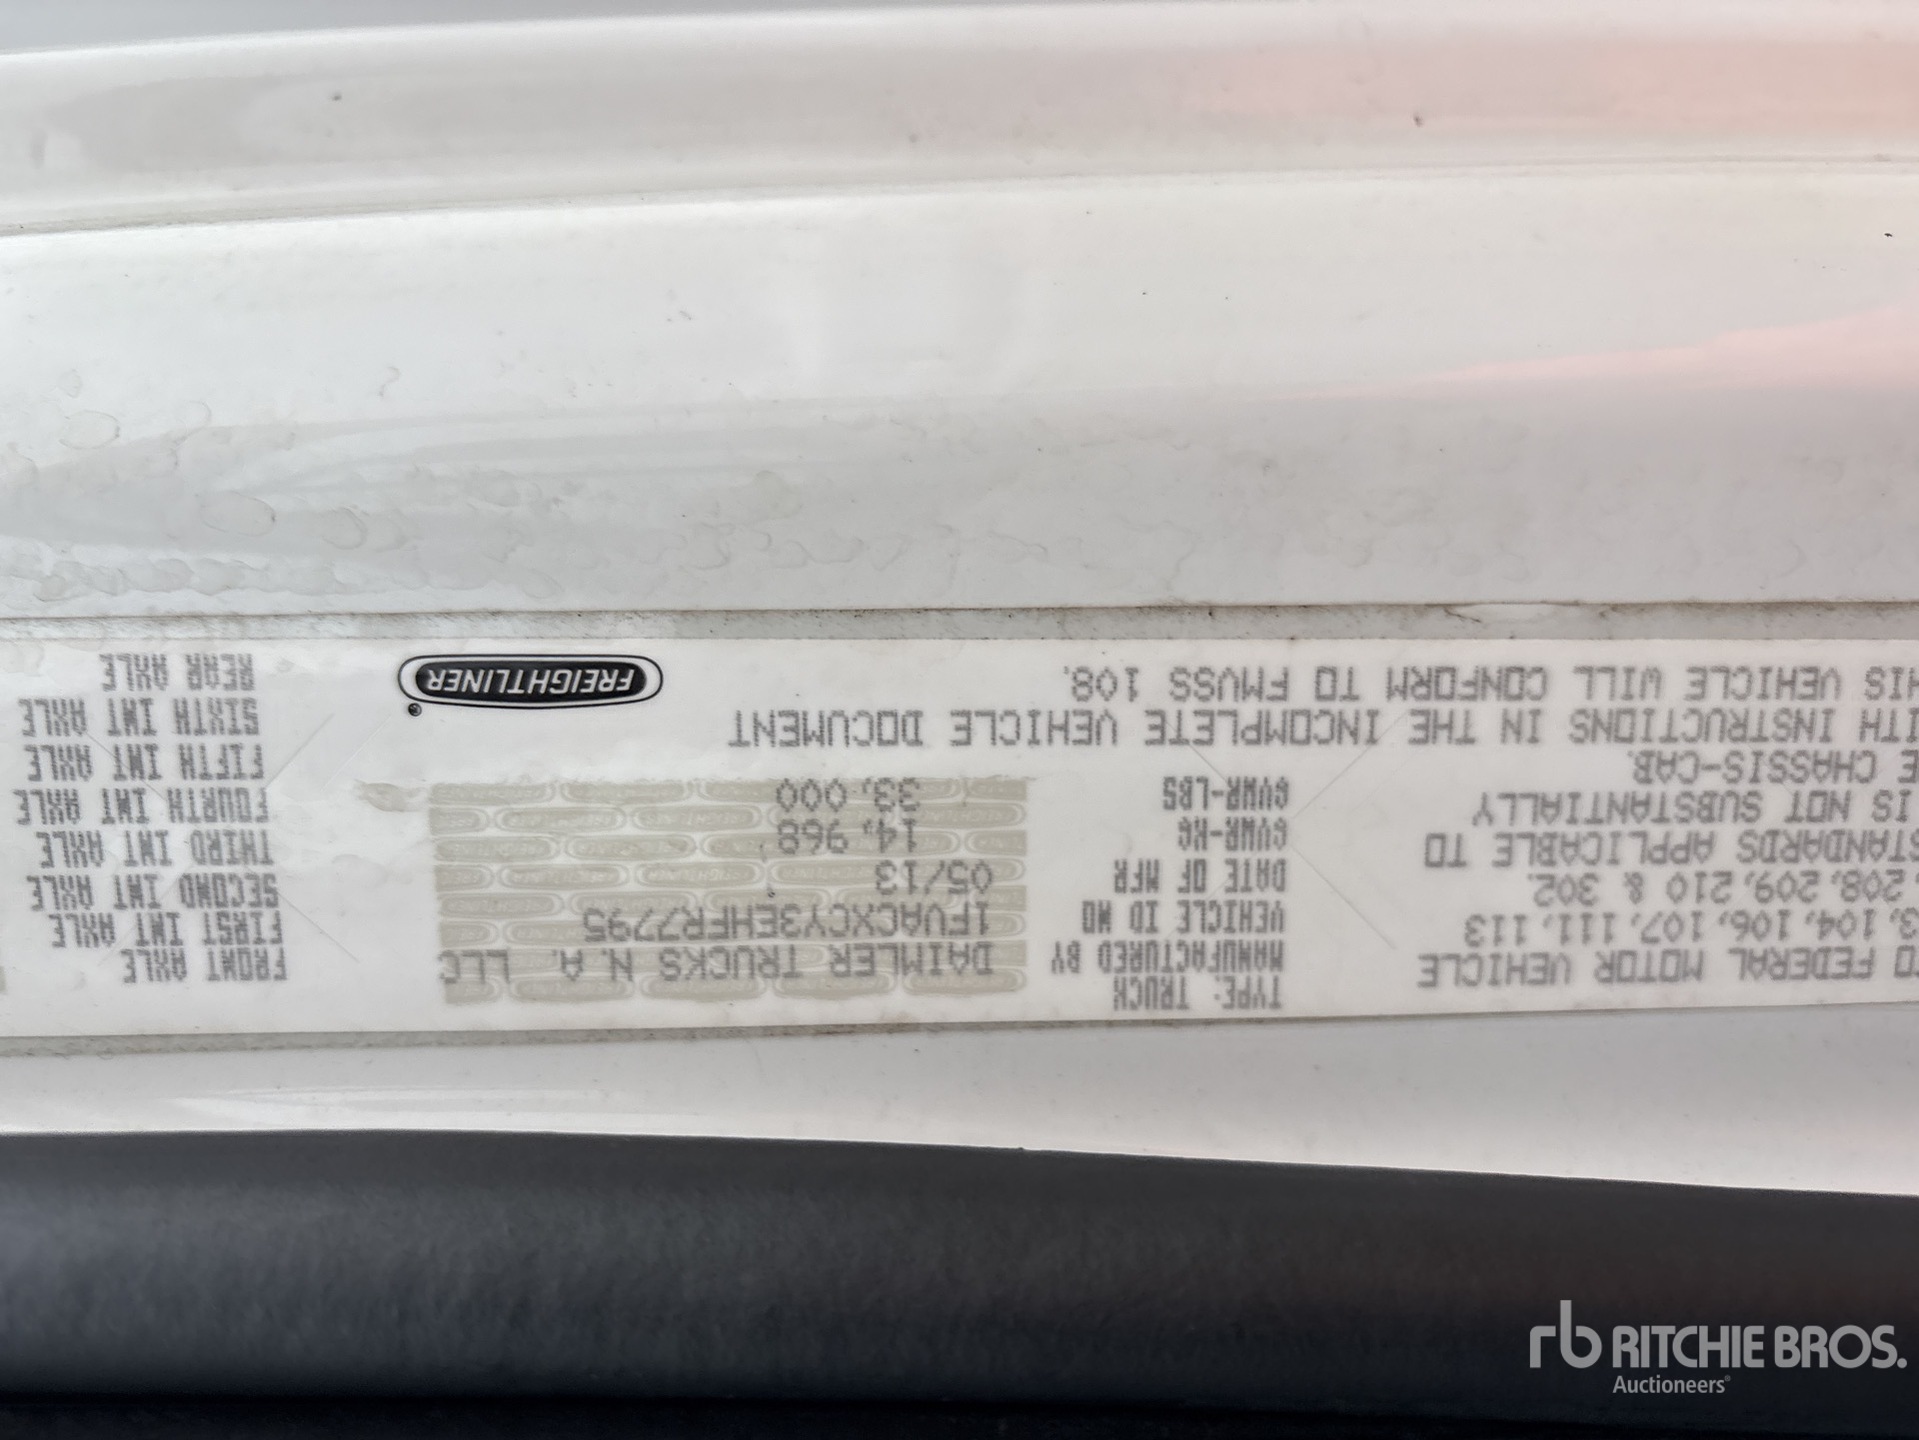 TO FEDERAL MOTOR VEHICLE
3, 104, 106, 107, 111, 113
, 208, 209, 210 & 302.
STANDARDS APPLICABLE TO
IS NOT SUBSTANTIALLY
E CHASSIS-CAB.
ITH INSTRUCTIONS IN THE INCOMPLETE VEHICLE DOCUMENT
HIS VEHICLE WILL CONFORM TO FMVSS 108.
TYPE: TRUCK
MANUFACTURED BY DAIMLER TRUCKS N.A. LLC
VEHICLE ID NO 1FVACXCY3EHFR7795
DATE OF MFR 05/13
GVWR-KG 14,968
GVWR-LBS 33,000
FREIGHTLINER®
FRONT AXLE
FIRST INT AXLE
SECOND INT AXLE
THIRD INT AXLE
FOURTH INT AXLE
FIFTH INT AXLE
SIXTH INT AXLE
REAR AXLE
rb RITCHIE BROS.
Auctioneers®